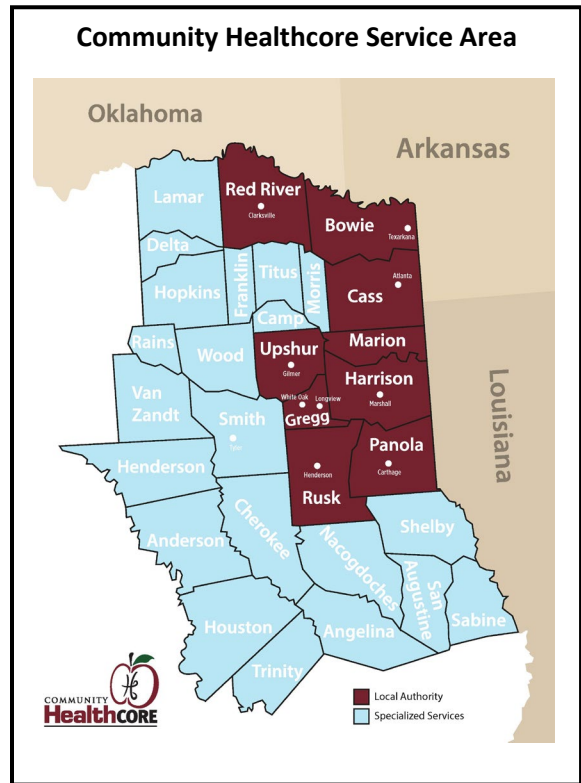 Community Healthcore Service Area
Oklahoma
Arkansas
Louisiana
Lamar
Red River
Clarksville
Bowie
Texarkana
Delta
Hopkins
Franklin
Titus
Morris
Cass
Atlanta
Camp
Rains
Wood
Upshur
Gilmer
Marion
Harrison
Marshall
Van
Zandt
Smith
Tyler
White Oak
Longview
Gregg
Henderson
Henderson
Rusk
Panola
Carthage
Anderson
Cherokee
Nacogdoches
Shelby
San
Augustine
Sabine
Houston
Angelina
Trinity
COMMUNITY
HealthCORE
Local Authority
Specialized Services